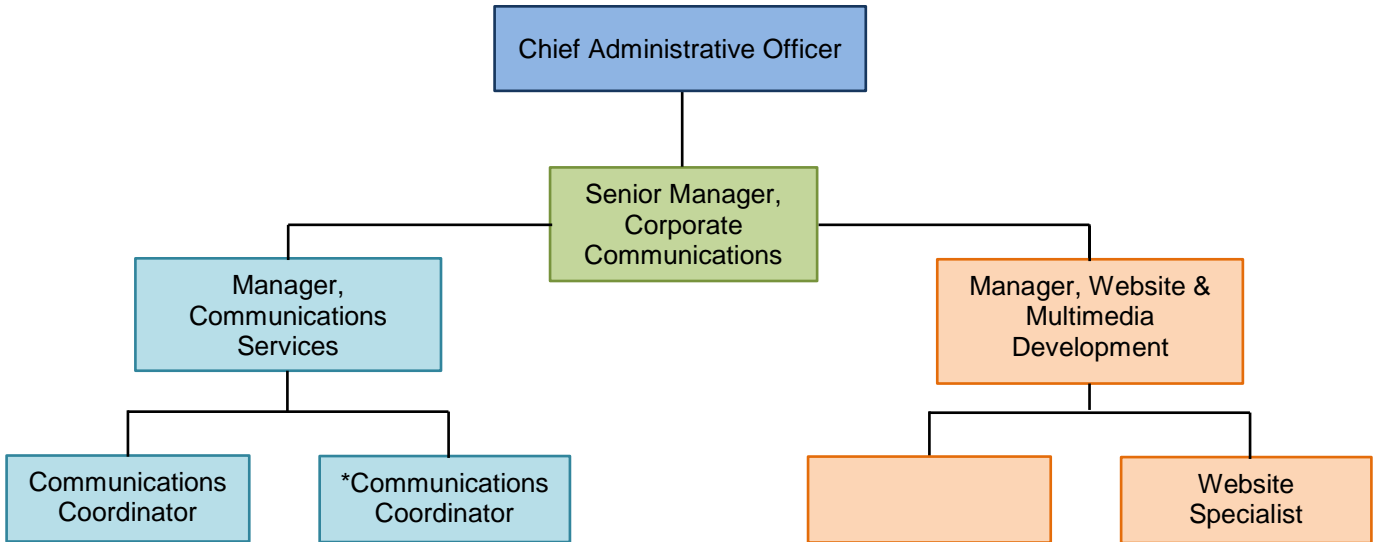 Chief Administrative Officer
Senior Manager,
Corporate
Communications
Manager,
Communications
Services
Manager, Website &
Multimedia
Development
Communications
Coordinator
*Communications
Coordinator
Website
Specialist